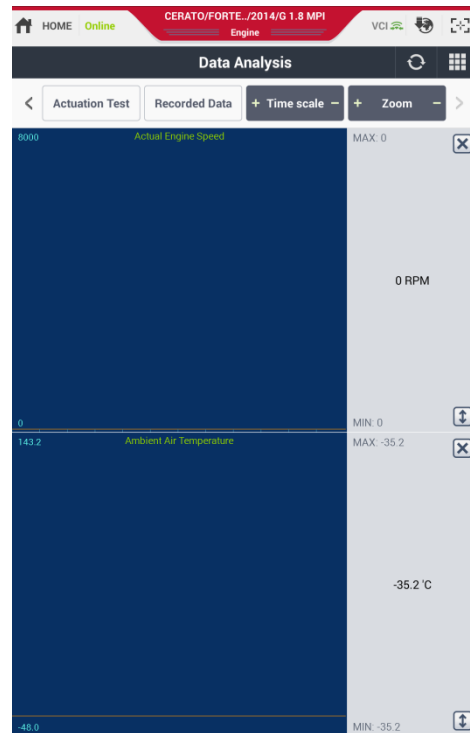 HOME Online CERATO/FORTE../2014/G 1.8 MPI VCI
Engine
Data Analysis
Actuation Test Recorded Data + Time scale − + Zoom −
8000 Actual Engine Speed MAX: 0
0 RPM
0 MIN: 0
143.2 Ambient Air Temperature MAX: -35.2
-35.2 'C
-48.0 MIN: -35.2